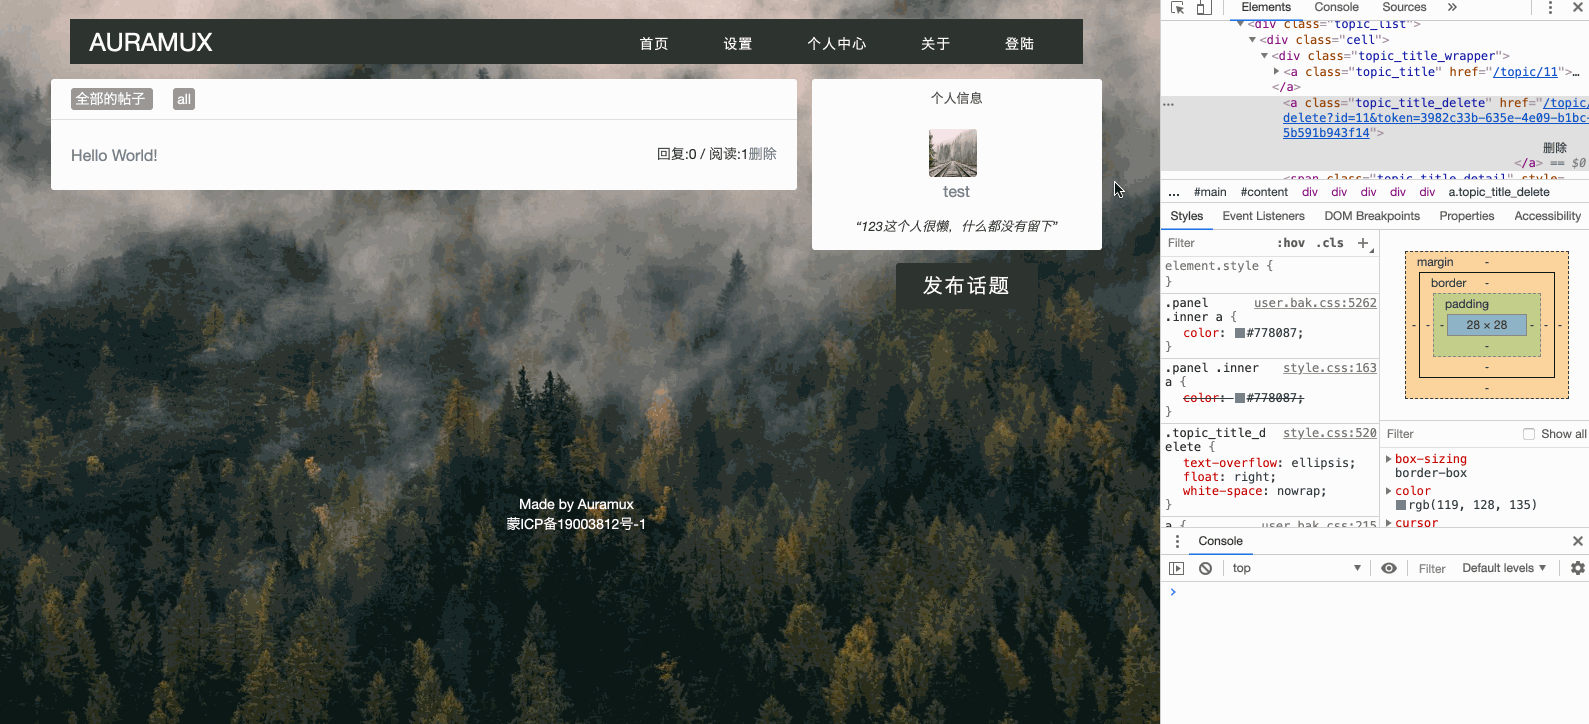 AURAMUX
首页 设置 个人中心 关于 登陆
全部的帖子 all
Hello World!
回复:0 / 阅读:1删除
个人信息
test
“123这个人很懒，什么都没有留下”
发布话题
Made by Auramux
蒙ICP备19003812号-1
Elements Console Sources »
<div class="topic_list">
<div class="cell">
<div class="topic_title_wrapper">
<a class="topic_title" href="/topic/11">…
</a>
<a class="topic_title_delete" href="/topic/
delete?id=11&token=3982c33b-635e-4e09-b1bc-
5b591b943f14">
删除
</a> == $0
<span class="topic_title_detail" style=
... #main #content div div div div a.topic_title_delete
Styles Event Listeners DOM Breakpoints Properties Accessibility
Filter :hov .cls +
element.style {
}
.panel user.bak.css:5262
.inner a {
color: #778087;
}
.panel .inner style.css:163
a {
color: #778087;
}
.topic_title_d style.css:520
elete {
text-overflow: ellipsis;
float: right;
white-space: nowrap;
}
a { user.bak.css:215
margin -
border -
padding -
- - - 28 × 28 - - -
-
-
-
Filter Show all
box-sizing
border-box
color
rgb(119, 128, 135)
cursor
Console
top Filter Default levels